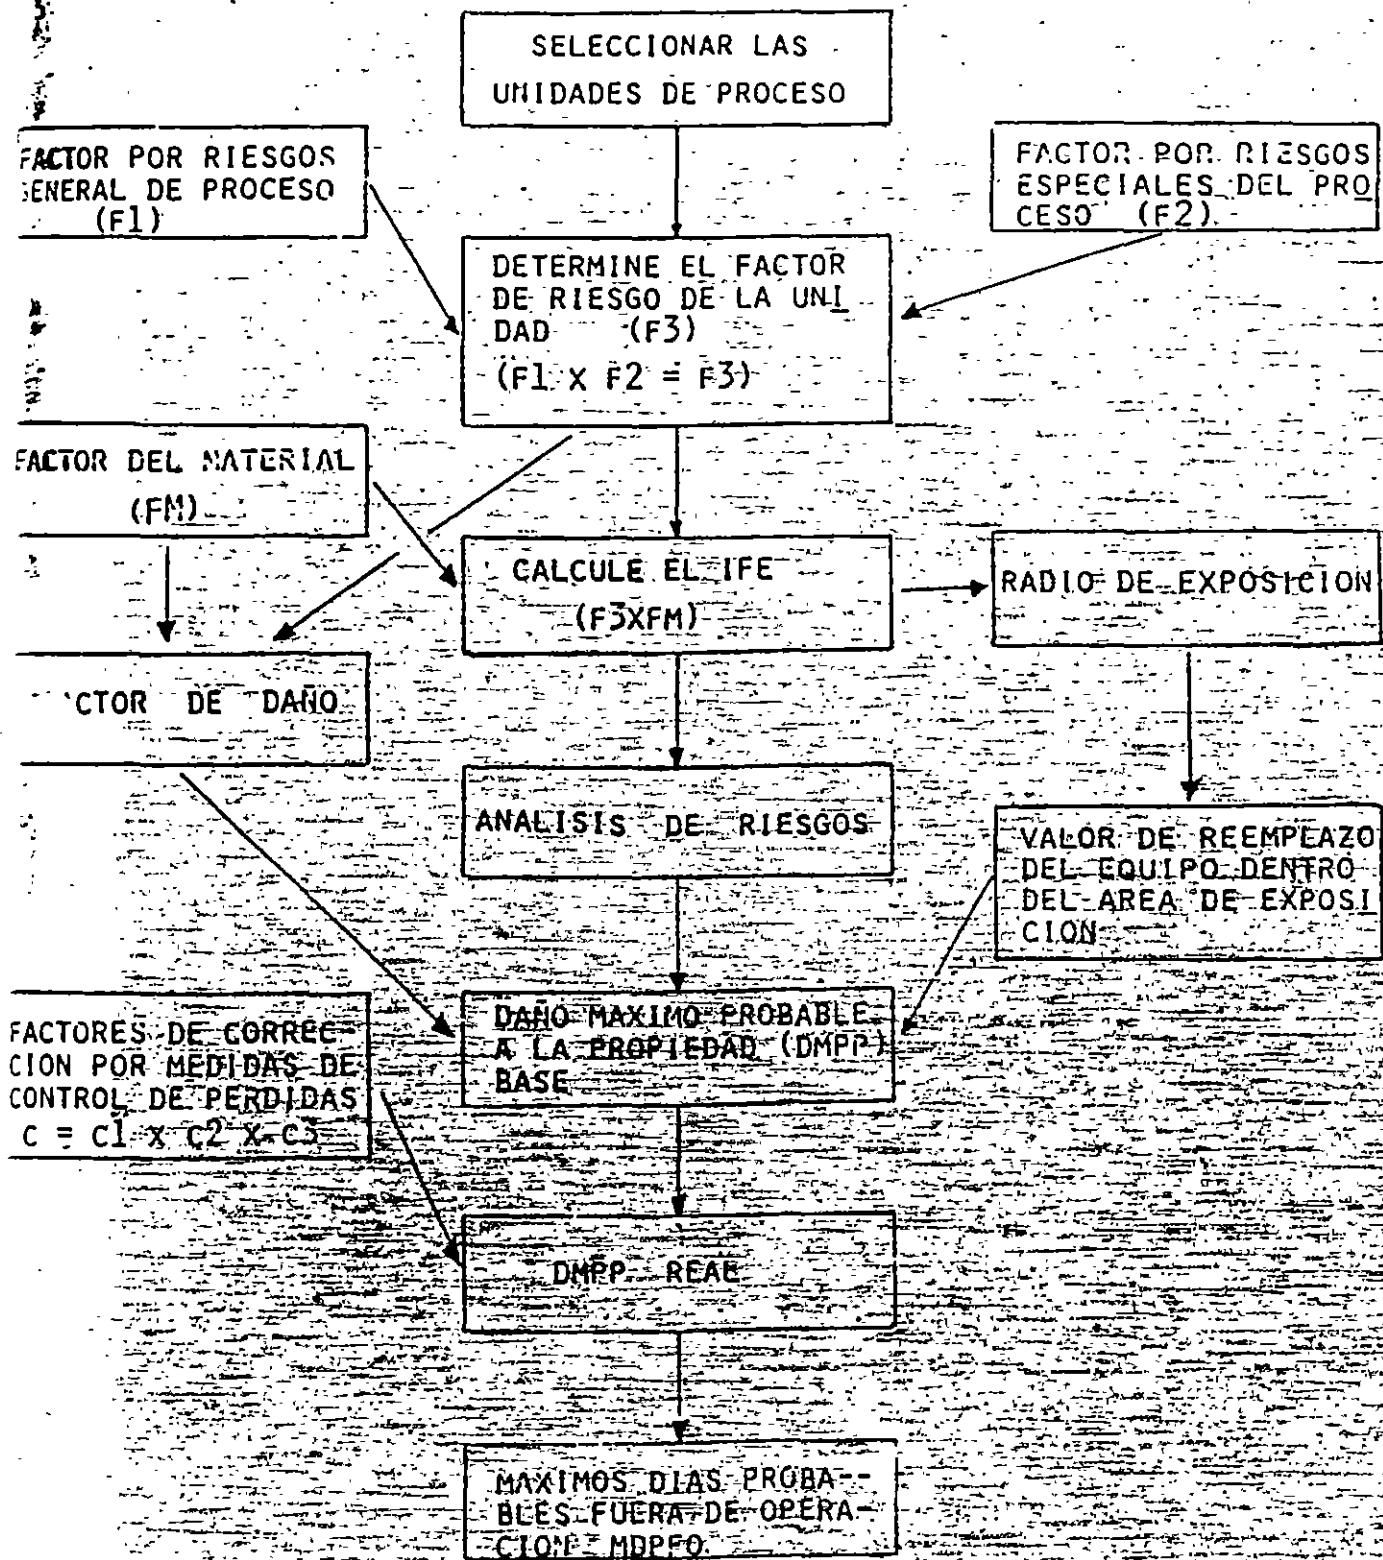 SELECCIONAR LAS
UNIDADES DE PROCESO
FACTOR POR RIESGOS
GENERAL DE PROCESO
(F1)
FACTOR POR RIESGOS
ESPECIALES DEL PRO
CESO (F2).
DETERMINE EL FACTOR
DE RIESGO DE LA UNI
DAD (F3)
(F1 x F2 = F3)
FACTOR DEL MATERIAL
(FM)
CALCULE EL IFE
(F3XFM)
RADIO DE EXPOSICION
CTOR DE DAÑO
ANALISIS DE RIESGOS
VALOR DE REEMPLAZO
DEL EQUIPO DENTRO
DEL AREA DE EXPOSI
CION
DAÑO MAXIMO PROBABLE
A LA PROPIEDAD (DMPP)
BASE
FACTORES DE CORREC-
CION POR MEDIDAS DE
CONTROL DE PERDIDAS
C = C1 x C2 x C3
DMPP REAL
MAXIMOS DIAS PROBA--
BLES FUERA DE OPERA-
CION MDPFO